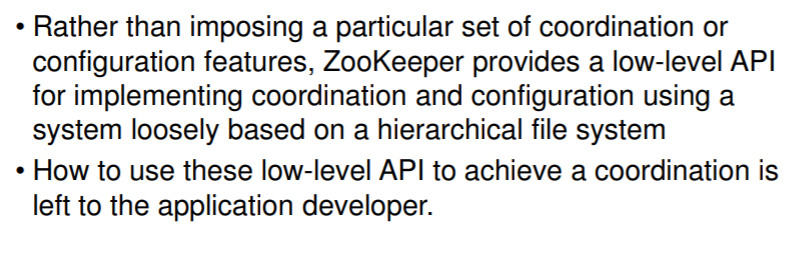 • Rather than imposing a particular set of coordination or
configuration features, ZooKeeper provides a low-level API
for implementing coordination and configuration using a
system loosely based on a hierarchical file system
• How to use these low-level API to achieve a coordination is
left to the application developer.